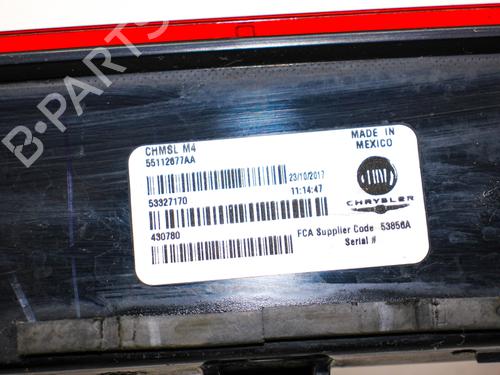 B-PARTS
CHMSL M4
55112677AA
MADE IN
MEXICO
23/10/2017
53327170
11:14:47
FIAT
CHRYSLER
430780
FCA Supplier Code 53856A
Serial #